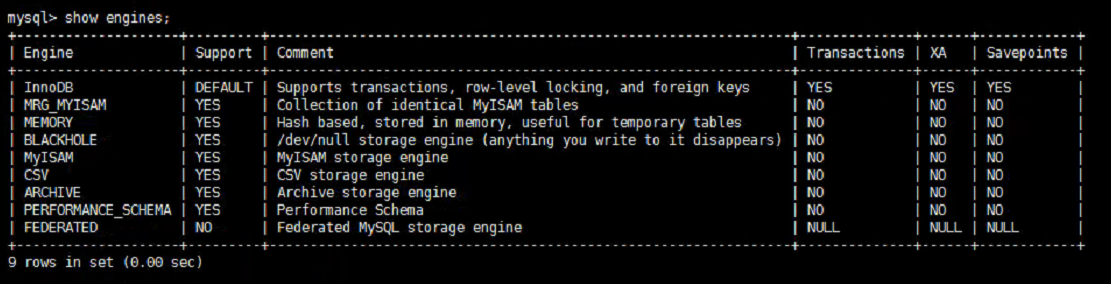 mysql> show engines;
+--------------------+---------+----------------------------------------------------------------+--------------+------+------------+
| Engine             | Support | Comment                                                        | Transactions | XA   | Savepoints |
+--------------------+---------+----------------------------------------------------------------+--------------+------+------------+
| InnoDB             | DEFAULT | Supports transactions, row-level locking, and foreign keys     | YES          | YES  | YES        |
| MRG_MYISAM         | YES     | Collection of identical MyISAM tables                          | NO           | NO   | NO         |
| MEMORY             | YES     | Hash based, stored in memory, useful for temporary tables      | NO           | NO   | NO         |
| BLACKHOLE          | YES     | /dev/null storage engine (anything you write to it disappears) | NO           | NO   | NO         |
| MyISAM             | YES     | MyISAM storage engine                                          | NO           | NO   | NO         |
| CSV                | YES     | CSV storage engine                                             | NO           | NO   | NO         |
| ARCHIVE            | YES     | Archive storage engine                                         | NO           | NO   | NO         |
| PERFORMANCE_SCHEMA | YES     | Performance Schema                                             | NO           | NO   | NO         |
| FEDERATED          | NO      | Federated MySQL storage engine                                 | NULL         | NULL | NULL       |
+--------------------+---------+----------------------------------------------------------------+--------------+------+------------+
9 rows in set (0.00 sec)